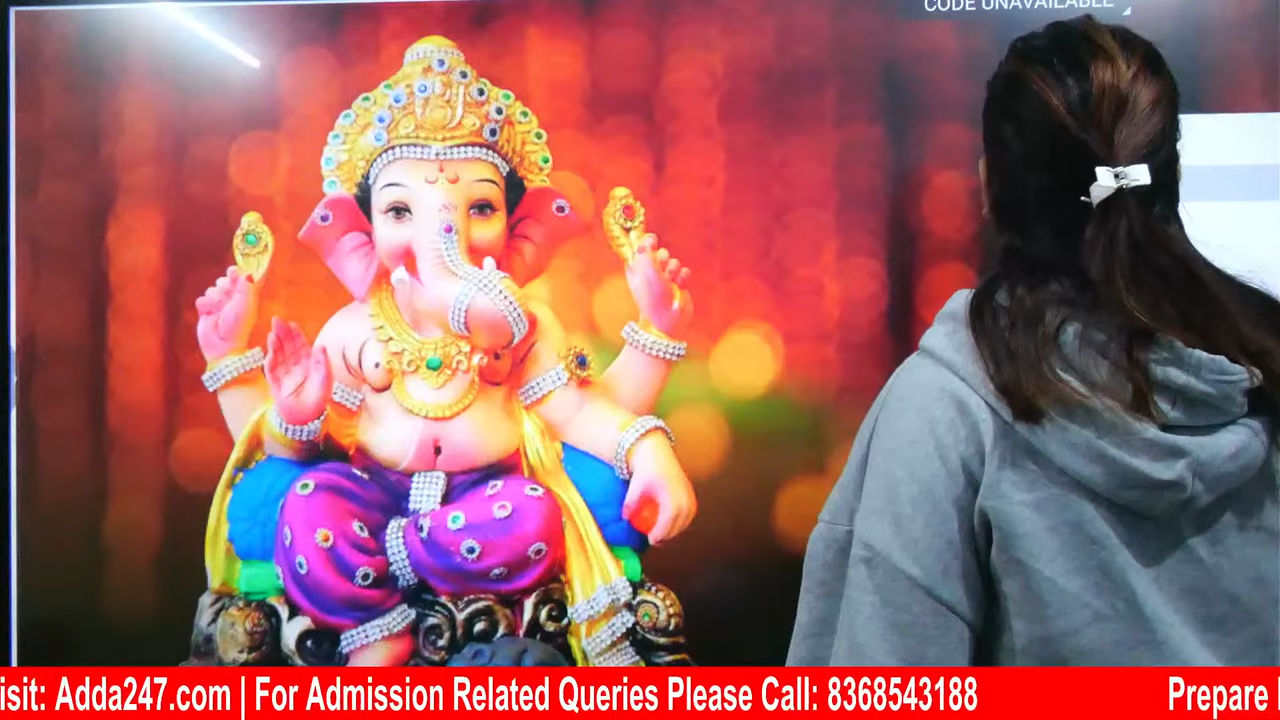 CODE UNAVAILABLE
isit: Adda247.com | For Admission Related Queries Please Call: 8368543188 Prepare